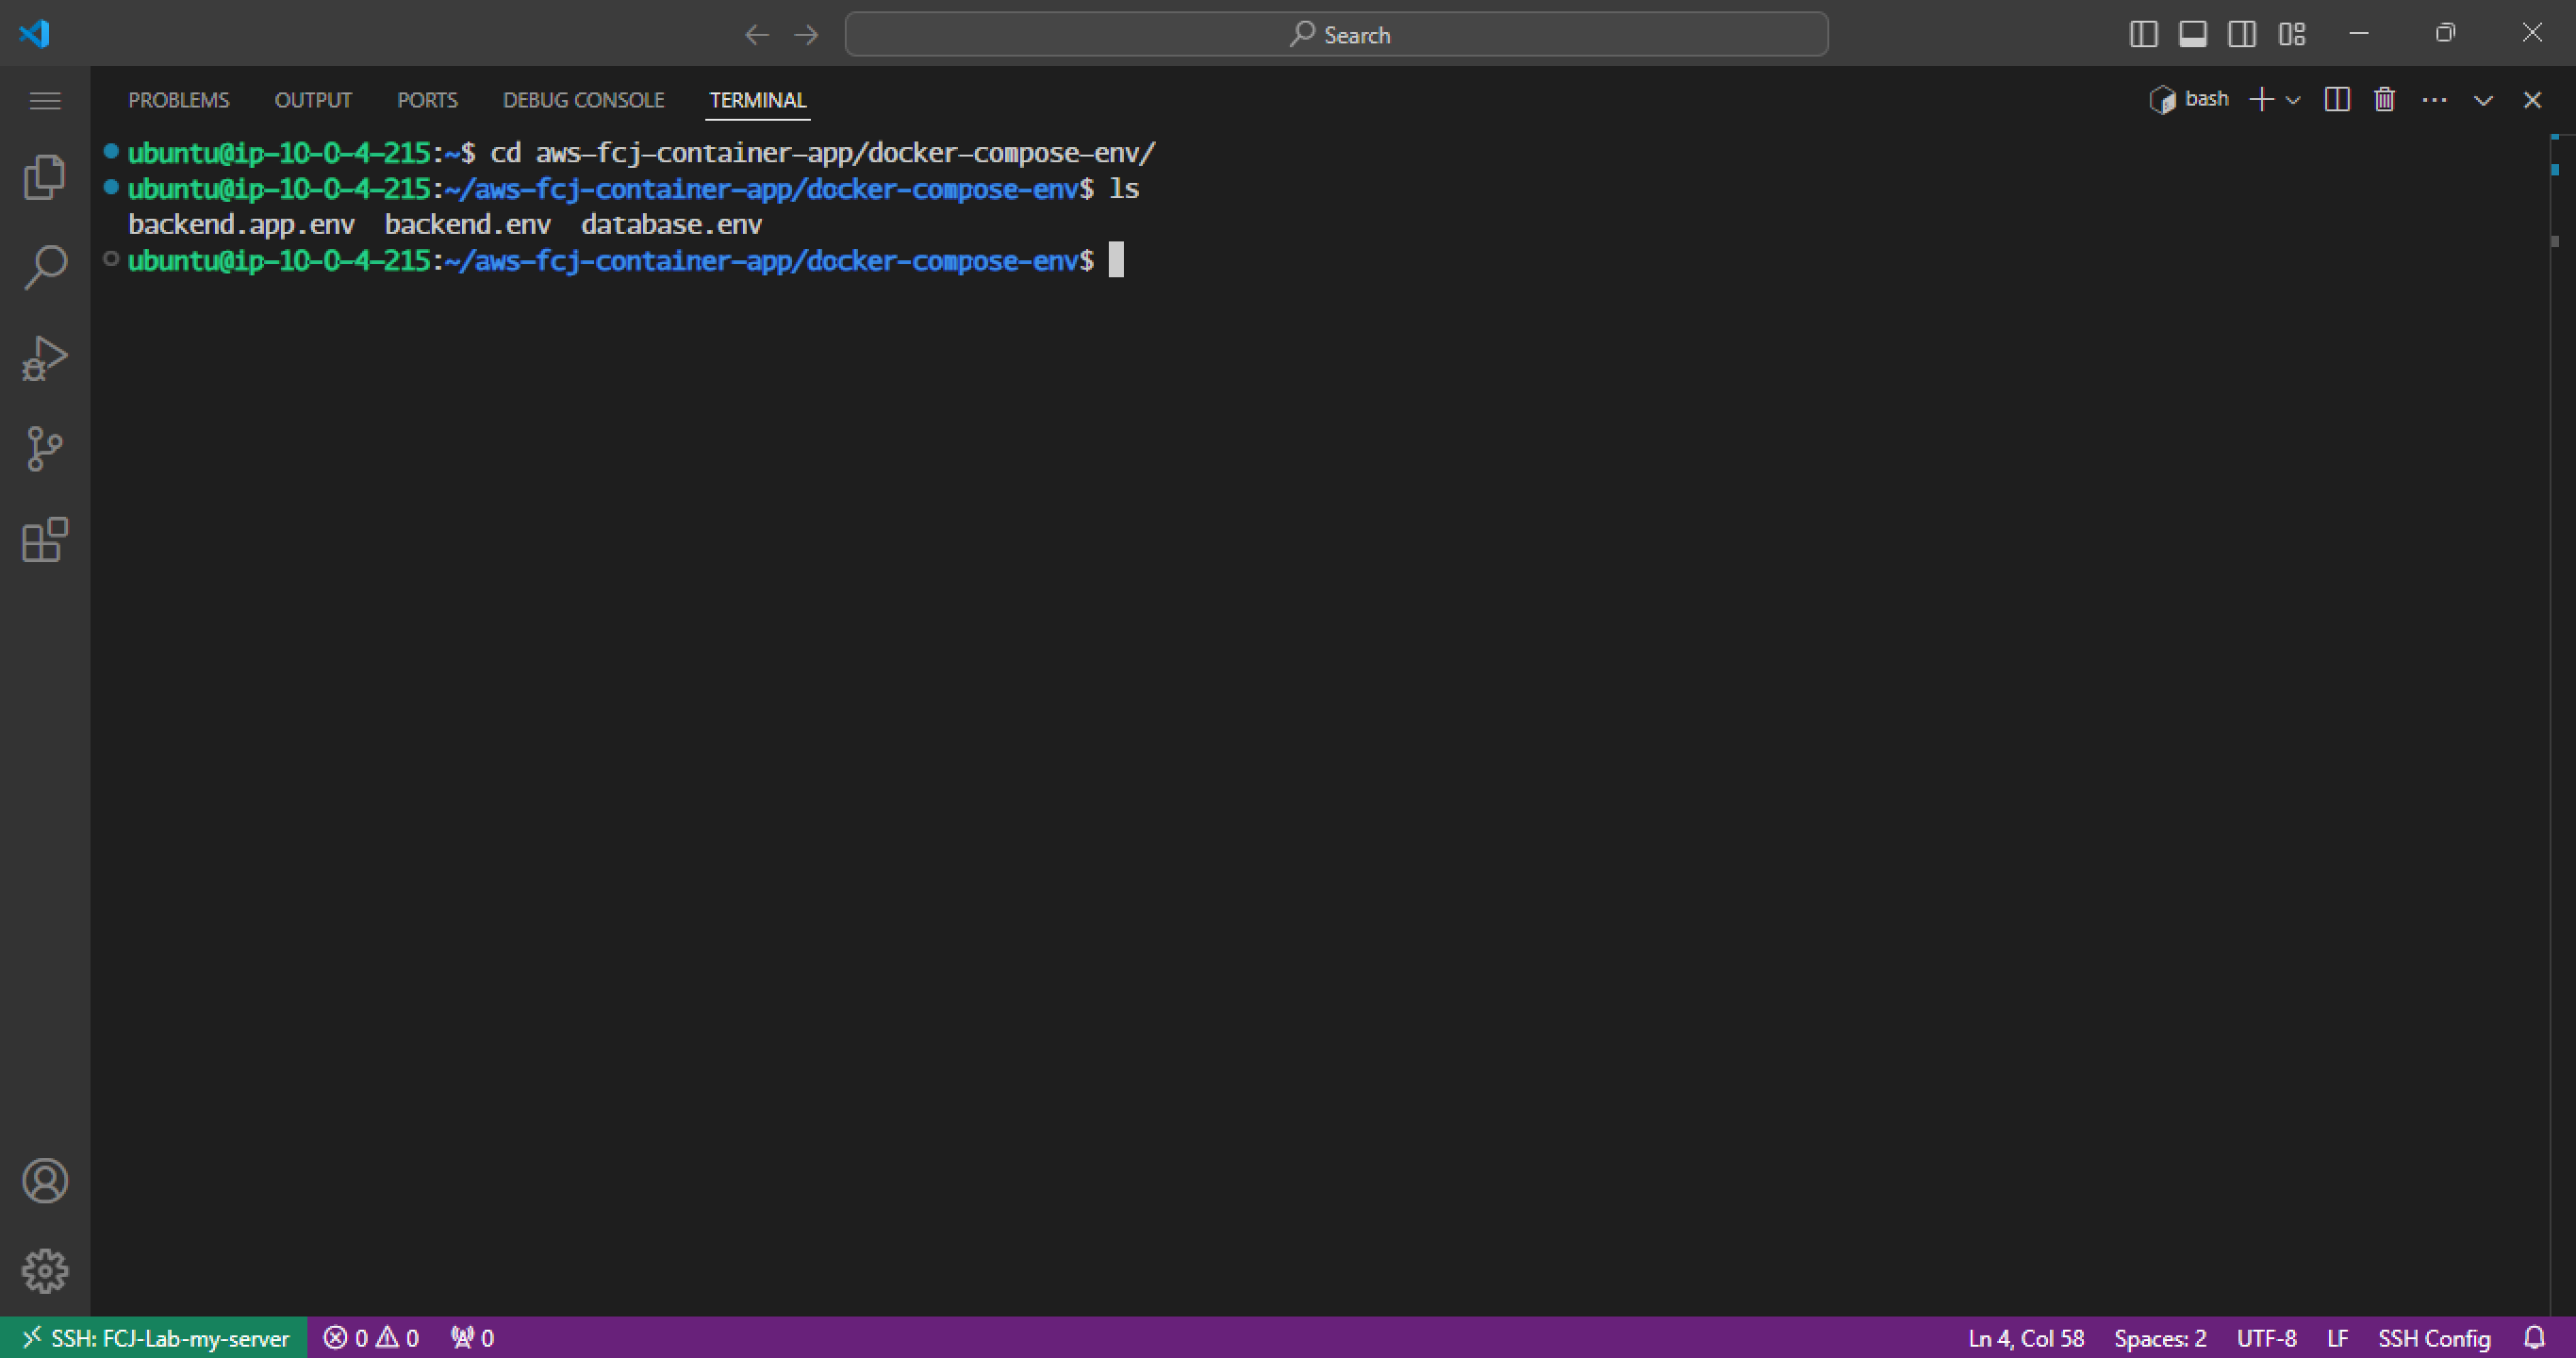 Search
PROBLEMS OUTPUT PORTS DEBUG CONSOLE TERMINAL bash
ubuntu@ip-10-0-4-215:~$ cd aws-fcj-container-app/docker-compose-env/
ubuntu@ip-10-0-4-215:~/aws-fcj-container-app/docker-compose-env$ ls
backend.app.env backend.env database.env
ubuntu@ip-10-0-4-215:~/aws-fcj-container-app/docker-compose-env$
SSH: FCJ-Lab-my-server 0 0 0 Ln 4, Col 58 Spaces: 2 UTF-8 LF SSH Config